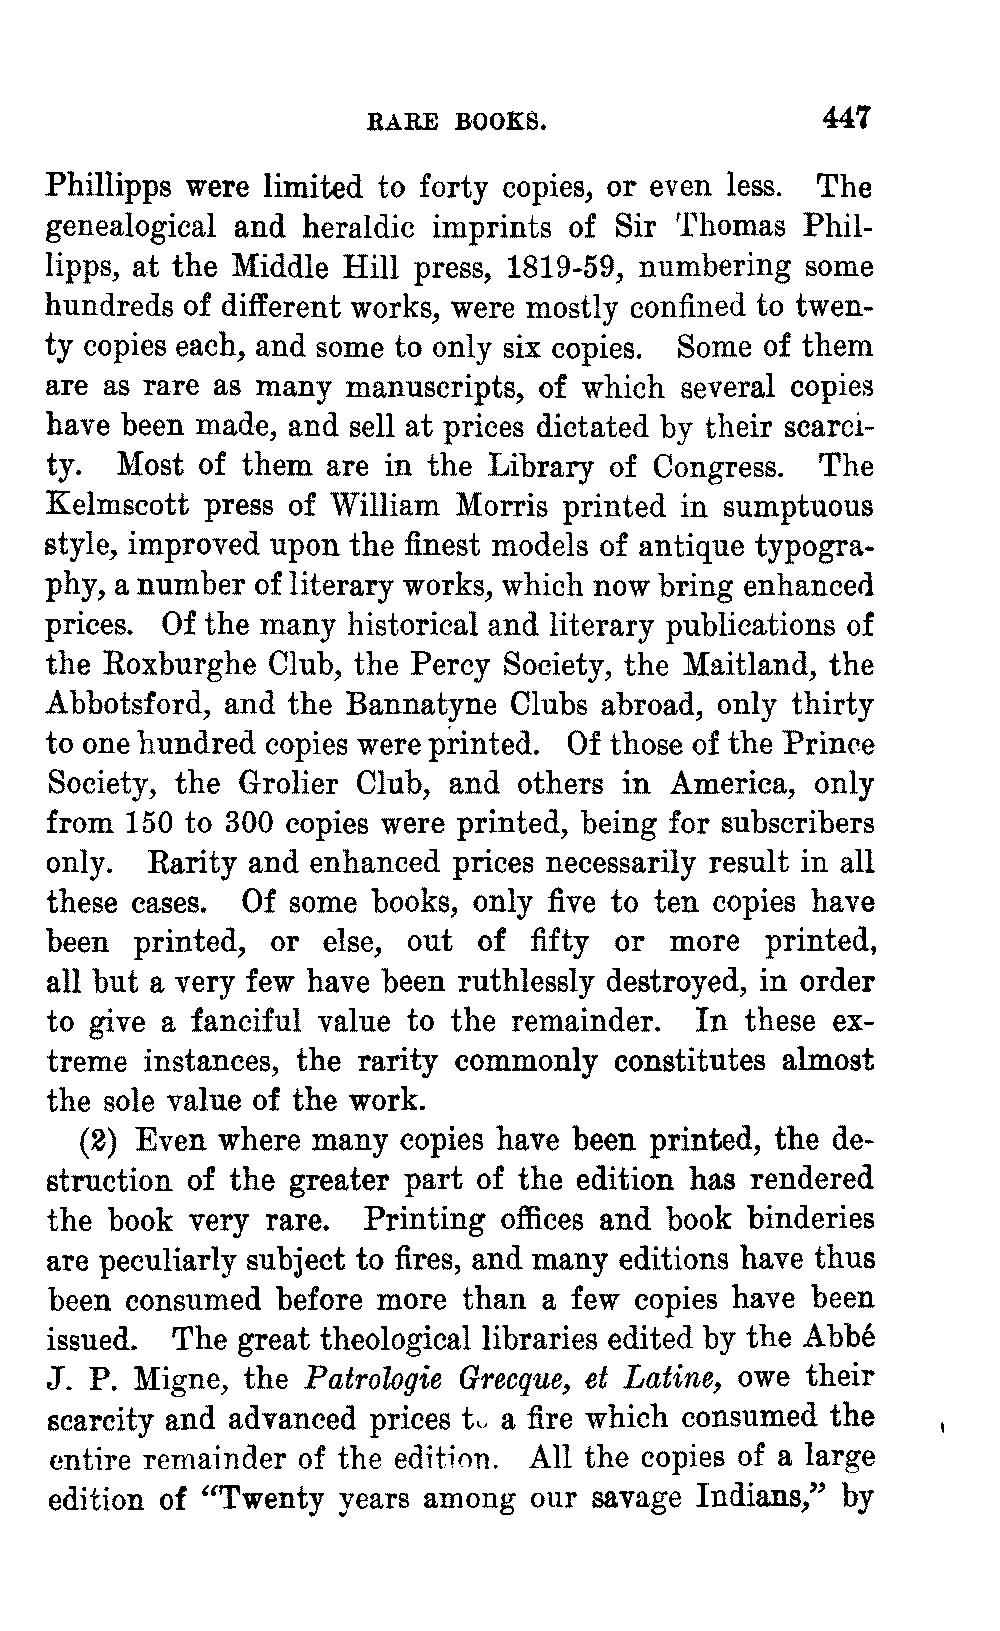 RARE BOOKS. 447
Phillipps were limited to forty copies, or even less. The
genealogical and heraldic imprints of Sir Thomas Phil-
lipps, at the Middle Hill press, 1819-59, numbering some
hundreds of different works, were mostly confined to twen-
ty copies each, and some to only six copies. Some of them
are as rare as many manuscripts, of which several copies
have been made, and sell at prices dictated by their scarci-
ty. Most of them are in the Library of Congress. The
Kelmscott press of William Morris printed in sumptuous
style, improved upon the finest models of antique typogra-
phy, a number of literary works, which now bring enhanced
prices. Of the many historical and literary publications of
the Roxburghe Club, the Percy Society, the Maitland, the
Abbotsford, and the Bannatyne Clubs abroad, only thirty
to one hundred copies were printed. Of those of the Prince
Society, the Grolier Club, and others in America, only
from 150 to 300 copies were printed, being for subscribers
only. Rarity and enhanced prices necessarily result in all
these cases. Of some books, only five to ten copies have
been printed, or else, out of fifty or more printed,
all but a very few have been ruthlessly destroyed, in order
to give a fanciful value to the remainder. In these ex-
treme instances, the rarity commonly constitutes almost
the sole value of the work.
(2) Even where many copies have been printed, the de-
struction of the greater part of the edition has rendered
the book very rare. Printing offices and book binderies
are peculiarly subject to fires, and many editions have thus
been consumed before more than a few copies have been
issued. The great theological libraries edited by the Abbé
J. P. Migne, the Patrologie Grecque, et Latine, owe their
scarcity and advanced prices to a fire which consumed the
entire remainder of the edition. All the copies of a large
edition of “Twenty years among our savage Indians,” by